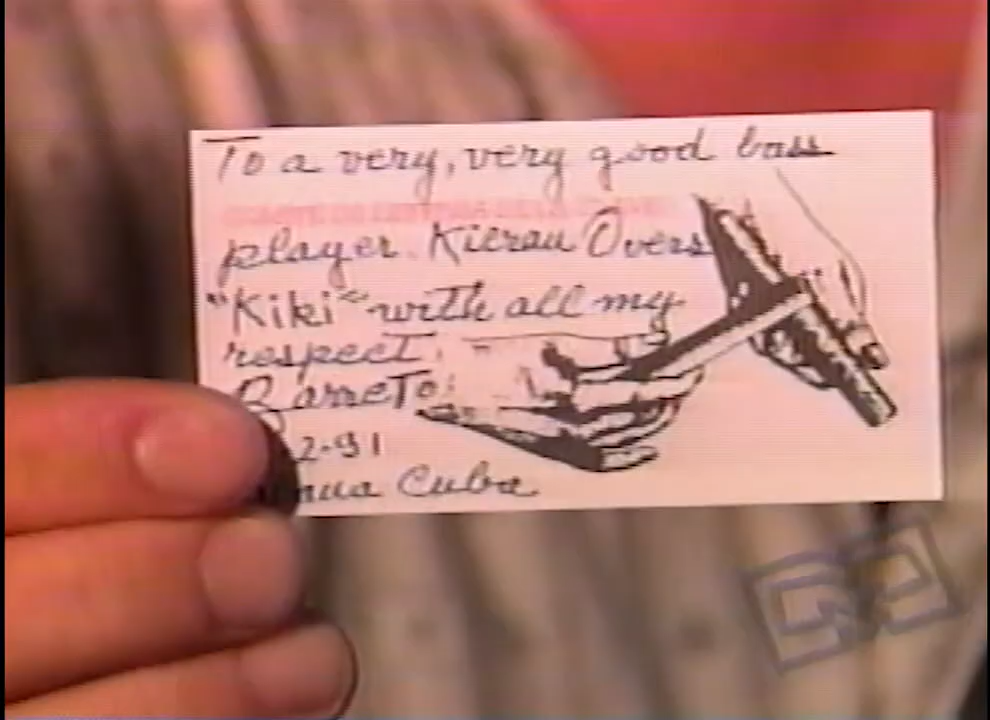 To a very, very good bass
player. Kieran Overs
"Kiki" with all my
respect.
Barreto
2-91
Cuba